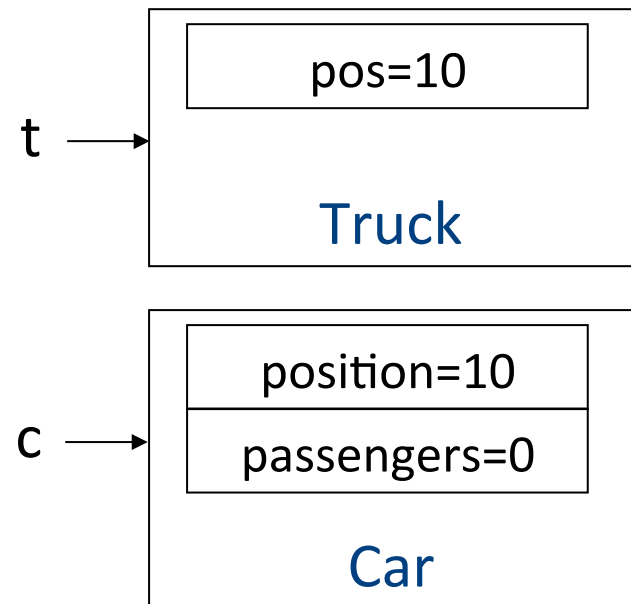 pos=10
t
Truck
position=10
c
passengers=0
Car